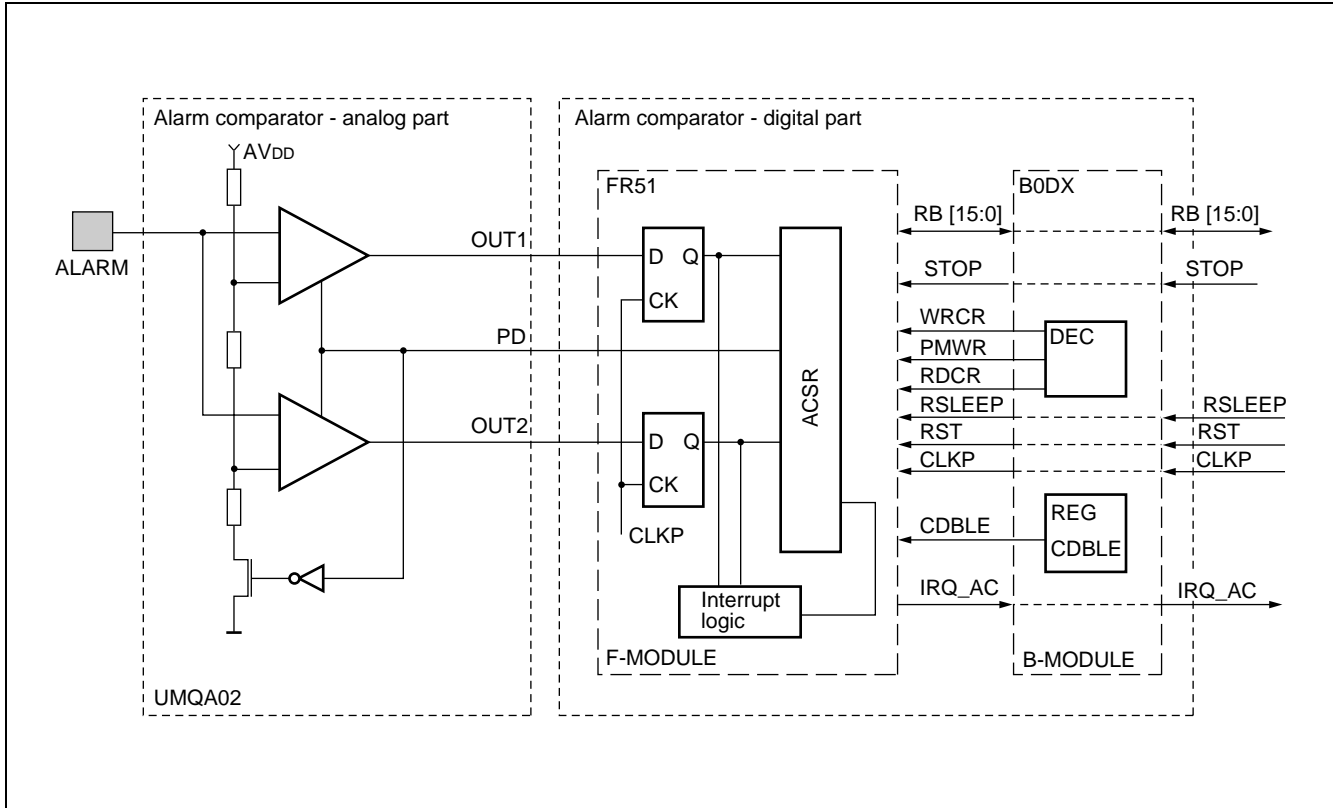 Alarm comparator - analog part
AVDD
ALARM
OUT1
PD
OUT2
UMQA02
Alarm comparator - digital part
FR51
D Q
CK
D Q
CK
CLKP
ACSR
Interrupt
logic
F-MODULE
B0DX
RB [15:0]
RB [15:0]
STOP
STOP
WRCR
PMWR
RDCR
DEC
RSLEEP
RSLEEP
RST
RST
CLKP
CLKP
CDBLE
REG
CDBLE
IRQ_AC
IRQ_AC
B-MODULE